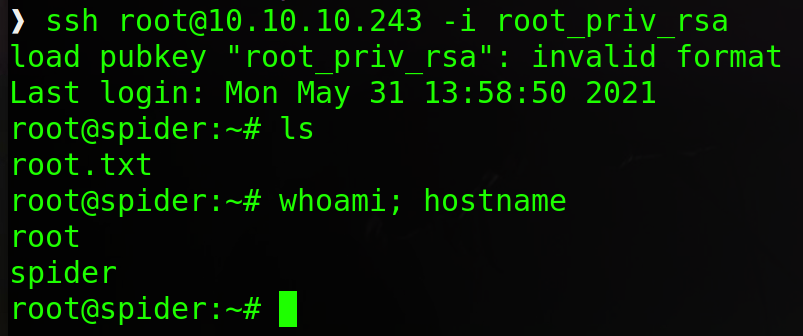 ❯ ssh root@10.10.10.243 -i root_priv_rsa
load pubkey "root_priv_rsa": invalid format
Last login: Mon May 31 13:58:50 2021
root@spider:~# ls
root.txt
root@spider:~# whoami; hostname
root
spider
root@spider:~#